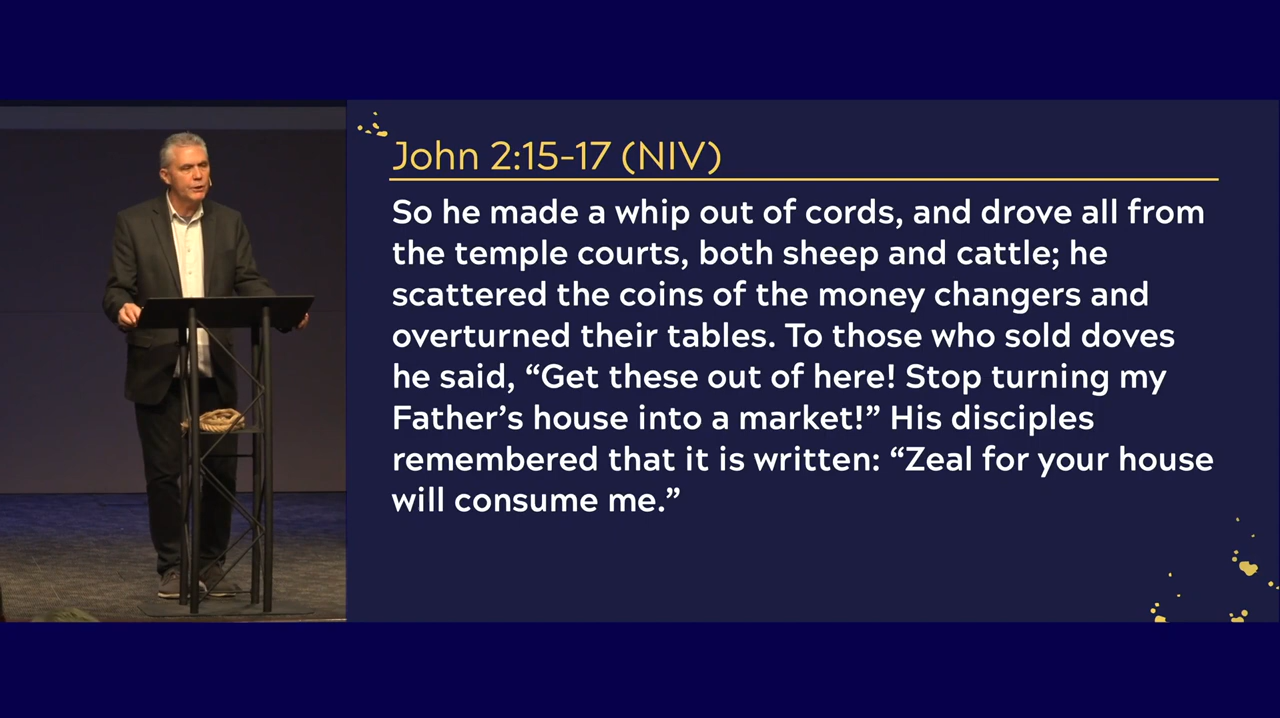 John 2:15-17 (NIV)
So he made a whip out of cords, and drove all from
the temple courts, both sheep and cattle; he
scattered the coins of the money changers and
overturned their tables. To those who sold doves
he said, “Get these out of here! Stop turning my
Father’s house into a market!” His disciples
remembered that it is written: “Zeal for your house
will consume me.”